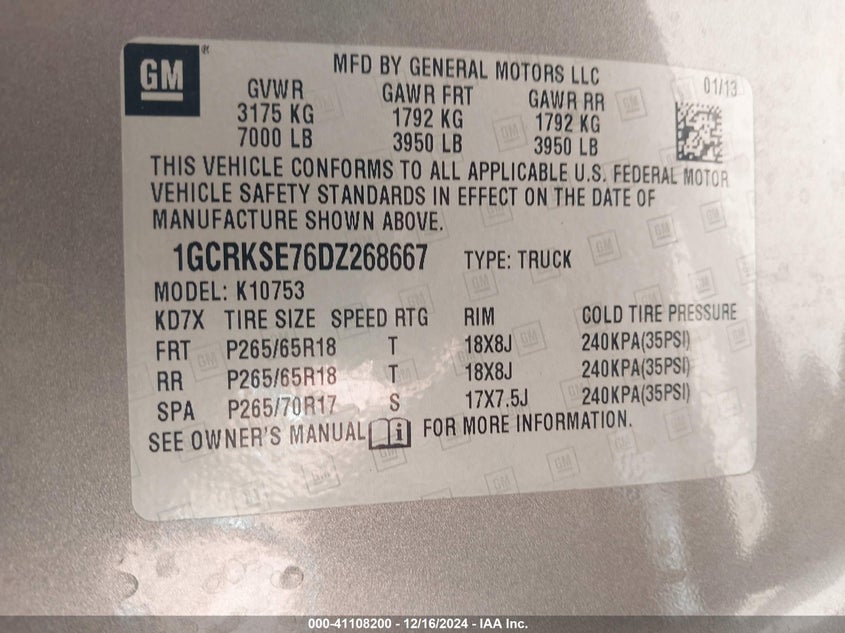 GM
MFD BY GENERAL MOTORS LLC
01/13
GVWR GAWR FRT GAWR RR
3175 KG 1792 KG 1792 KG
7000 LB 3950 LB 3950 LB
THIS VEHICLE CONFORMS TO ALL APPLICABLE U.S. FEDERAL MOTOR
VEHICLE SAFETY STANDARDS IN EFFECT ON THE DATE OF
MANUFACTURE SHOWN ABOVE.
1GCRKSE76DZ268667 TYPE: TRUCK
MODEL: K10753
KD7X TIRE SIZE SPEED RTG RIM COLD TIRE PRESSURE
FRT P265/65R18 T 18X8J 240KPA(35PSI)
RR P265/65R18 T 18X8J 240KPA(35PSI)
SPA P265/70R17 S 17X7.5J 240KPA(35PSI)
SEE OWNER'S MANUAL FOR MORE INFORMATION.
000-41108200 - 12/16/2024 - IAA Inc.